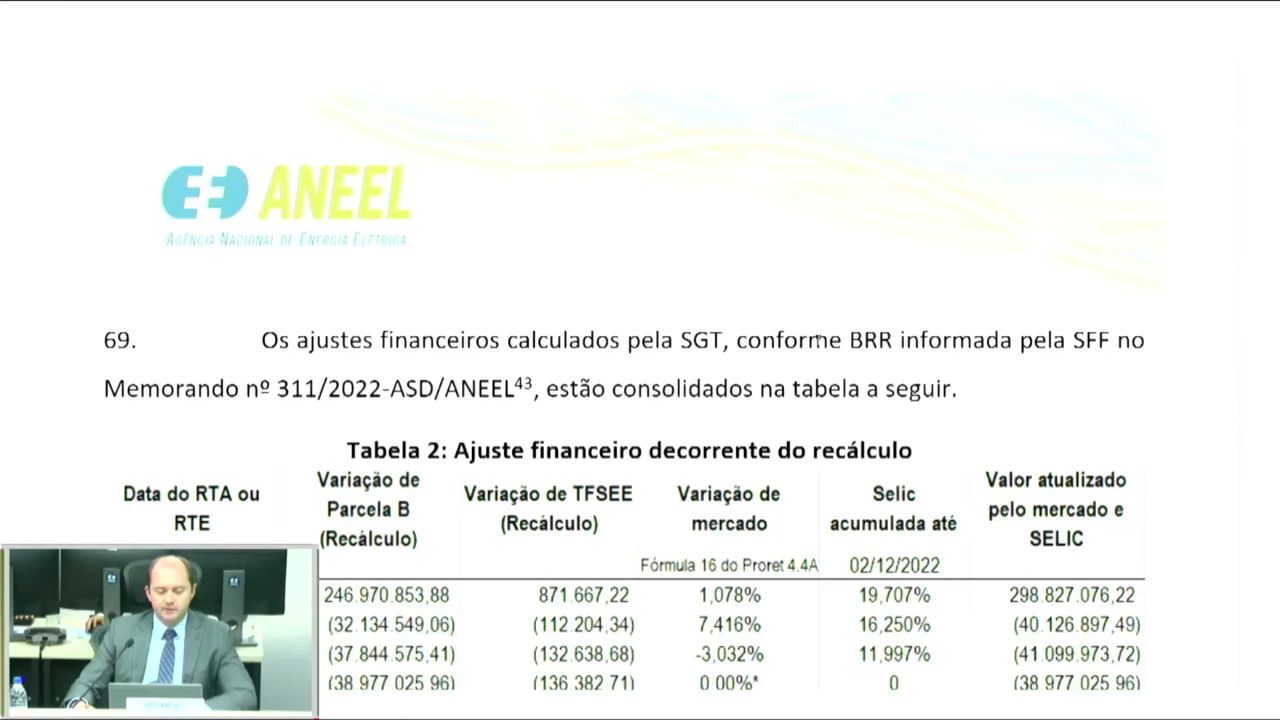 ANEEL
AGÊNCIA NACIONAL DE ENERGIA ELÉTRICA
69. Os ajustes financeiros calculados pela SGT, conforme BRR informada pela SFF no
Memorando nº 311/2022-ASD/ANEEL⁴³, estão consolidados na tabela a seguir.
Tabela 2: Ajuste financeiro decorrente do recálculo
Data do RTA ou
RTE
Variação de
Parcela B
(Recálculo)
Variação de TFSEE
(Recálculo)
Variação de
mercado
Selic
acumulada até
Valor atualizado
pelo mercado e
SELIC
Fórmula 16 do Proret 4.4A 02/12/2022
246.970.853,88 871.667,22 1,078% 19,707% 298.827.076,22
(32.134.549,06) (112.204,34) 7,416% 16,250% (40.126.897,49)
(37.844.575,41) (132.638,68) -3,032% 11,997% (41.099.973,72)
(38.977.025,96) (136.382,71) 0,00%* 0 (38.977.025,96)